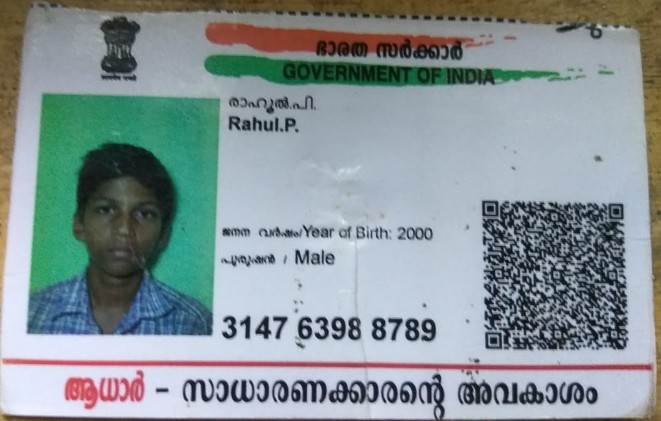 ഭാരത സർക്കാർ
GOVERNMENT OF INDIA
രാഹൂൽ.പി.
Rahul.P.
ജനന വർഷം/Year of Birth: 2000
പുരുഷൻ / Male
3147 6398 8789
ആധാർ - സാധാരണക്കാരന്റെ അവകാശം